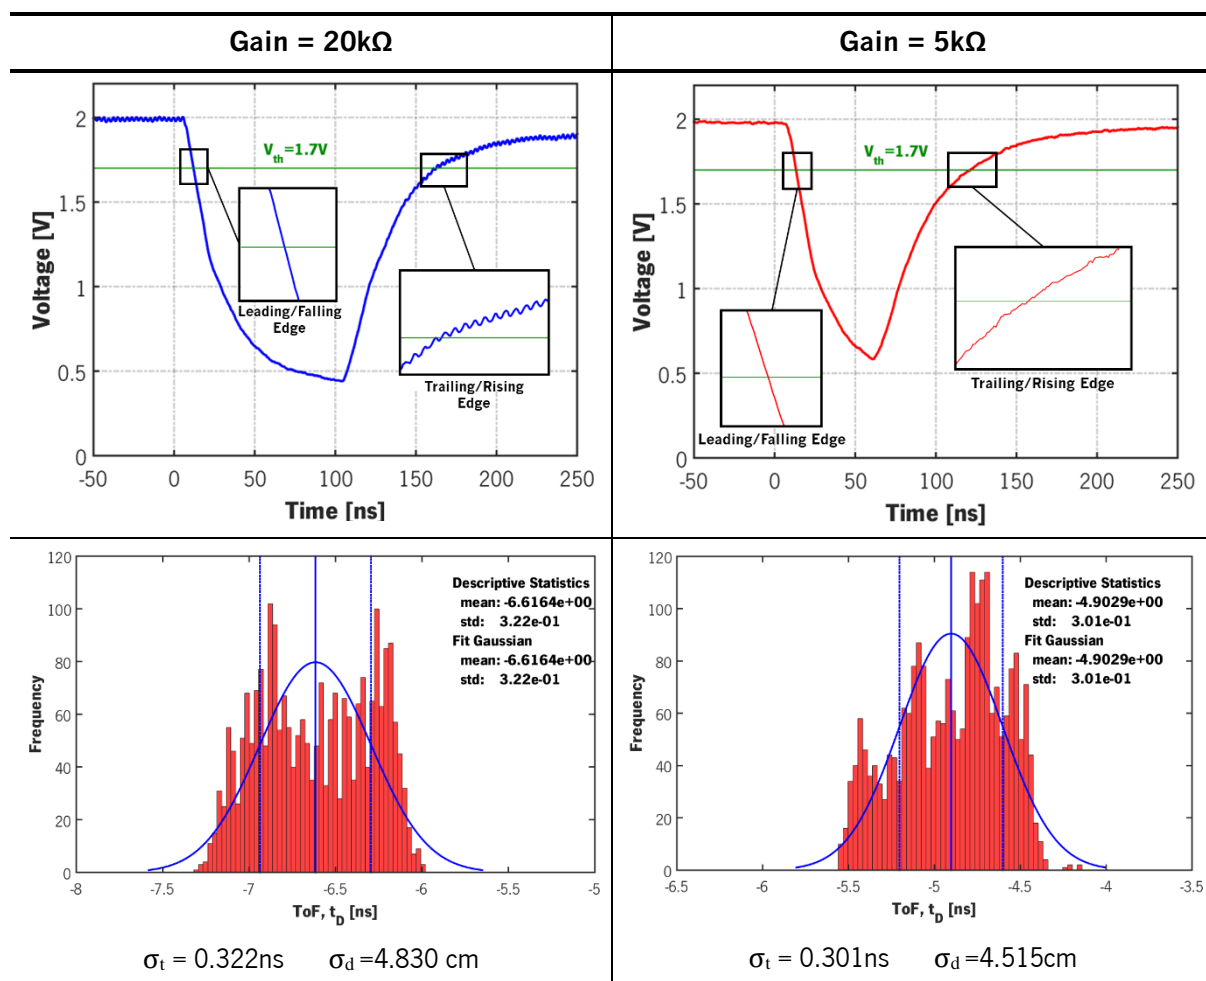 Gain = 20kΩ
Gain = 5kΩ
2
1.5
1
0.5
0
-50
0
50
100
150
200
250
Voltage [V]
Time [ns]
Vth=1.7V
Leading/Falling
Edge
Trailing/Rising
Edge
2
1.5
1
0.5
0
-50
0
50
100
150
200
250
Voltage [V]
Time [ns]
Vth=1.7V
Leading/Falling Edge
Trailing/Rising Edge
120
100
80
60
40
20
0
-8
-7.5
-7
-6.5
-6
-5.5
-5
Frequency
ToF, tD [ns]
Descriptive Statistics
mean: -6.6164e+00
std: 3.22e-01
Fit Gaussian
mean: -6.6164e+00
std: 3.22e-01
σt = 0.322ns σd =4.830 cm
120
100
80
60
40
20
0
-6.5
-6
-5.5
-5
-4.5
-4
-3.5
Frequency
ToF, tD [ns]
Descriptive Statistics
mean: -4.9029e+00
std: 3.01e-01
Fit Gaussian
mean: -4.9029e+00
std: 3.01e-01
σt = 0.301ns σd =4.515cm